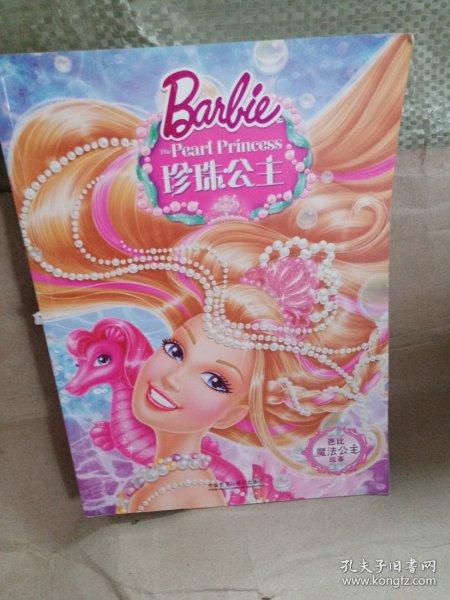 Barbie
The Pearl Princess
珍珠公主
芭比
魔法公主
故事
孔夫子旧书网
www.kongfz.com